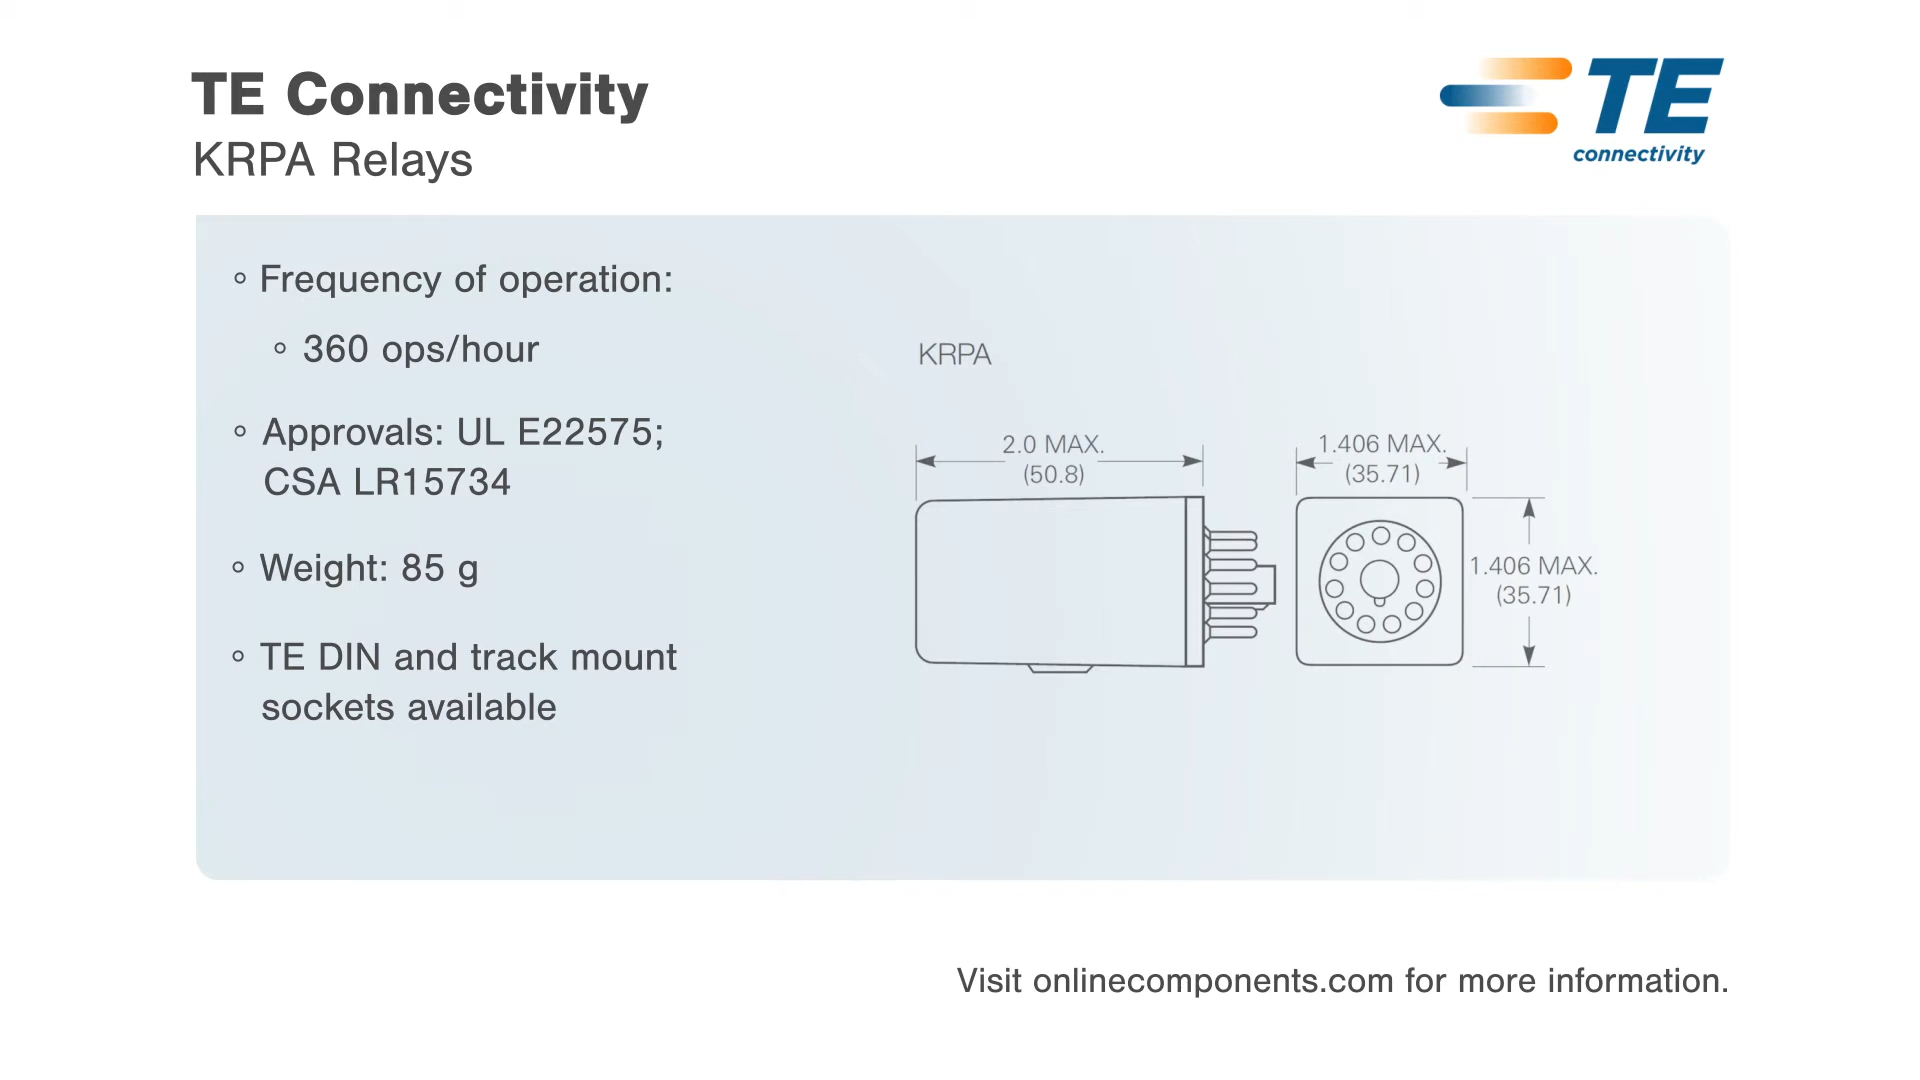 TE Connectivity
KRPA Relays
TE
connectivity
◦ Frequency of operation:
◦ 360 ops/hour
◦ Approvals: UL E22575;
CSA LR15734
◦ Weight: 85 g
◦ TE DIN and track mount
sockets available
KRPA
2.0 MAX.
(50.8)
1.406 MAX.
(35.71)
1.406 MAX.
(35.71)
Visit onlinecomponents.com for more information.